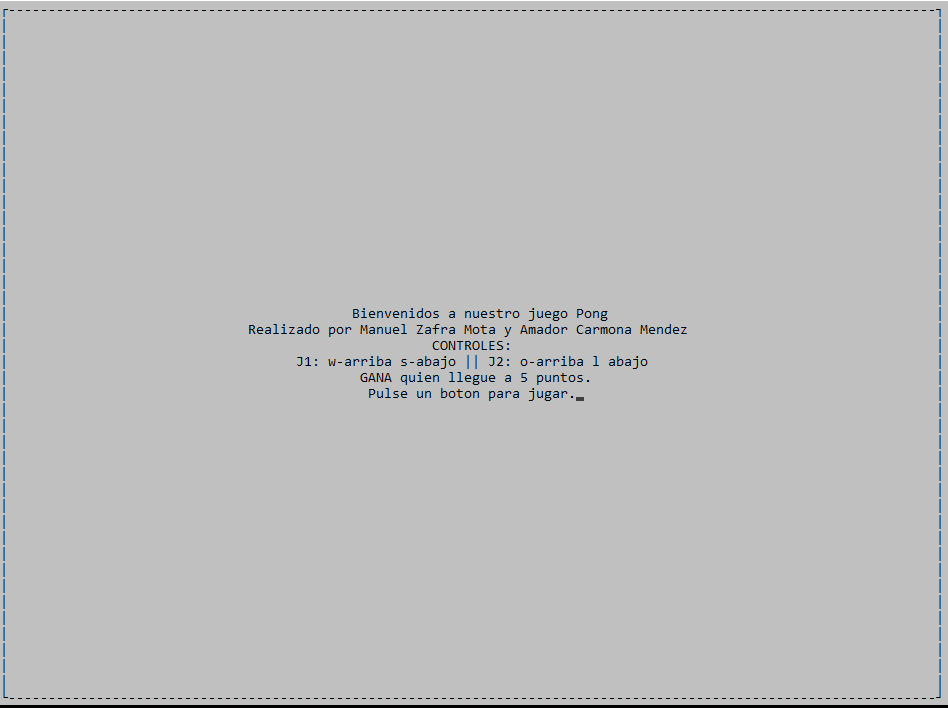 Bienvenidos a nuestro juego Pong
Realizado por Manuel Zafra Mota y Amador Carmona Mendez
CONTROLES:
J1: w-arriba s-abajo || J2: o-arriba l abajo
GANA quien llegue a 5 puntos.
Pulse un boton para jugar.